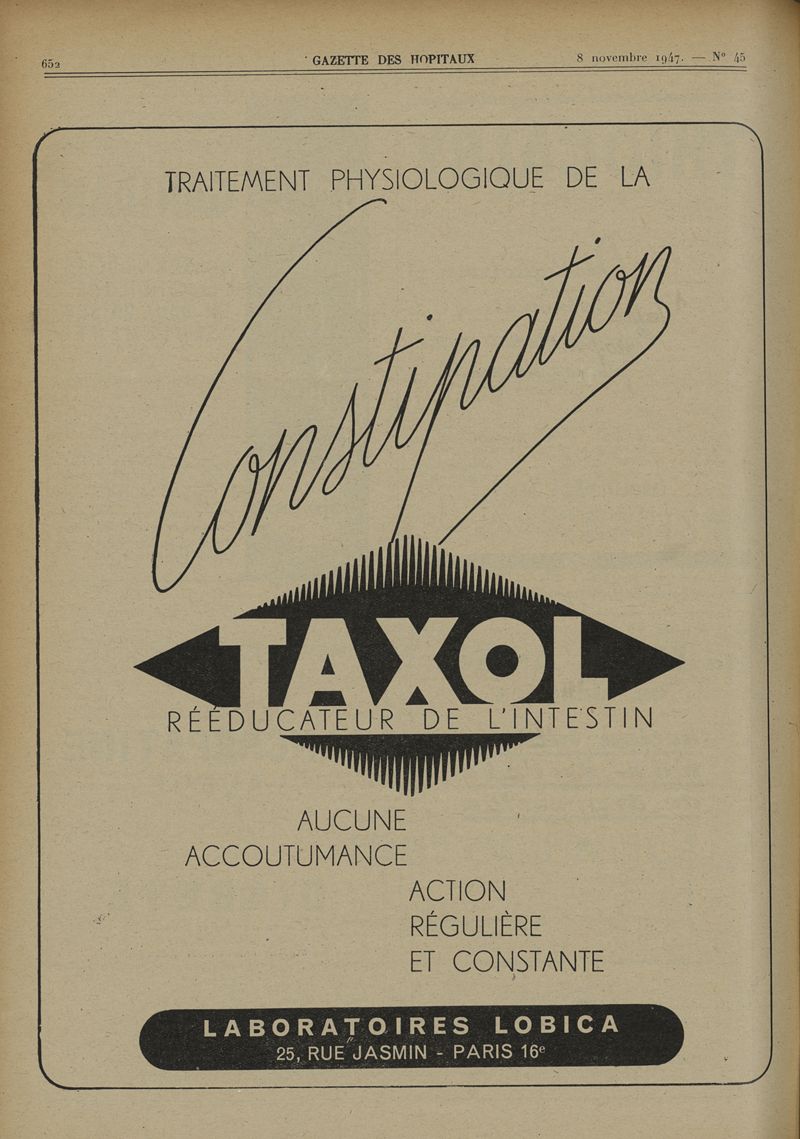 652 GAZETTE DES HOPITAUX 8 novembre 1947. — N° 45
TRAITEMENT PHYSIOLOGIQUE DE LA
Constipation
TAXOL
RÉÉDUCATEUR DE L'INTESTIN
AUCUNE
ACCOUTUMANCE
ACTION
RÉGULIÈRE
ET CONSTANTE
LABORATOIRES LOBICA
25, RUE JASMIN - PARIS 16e